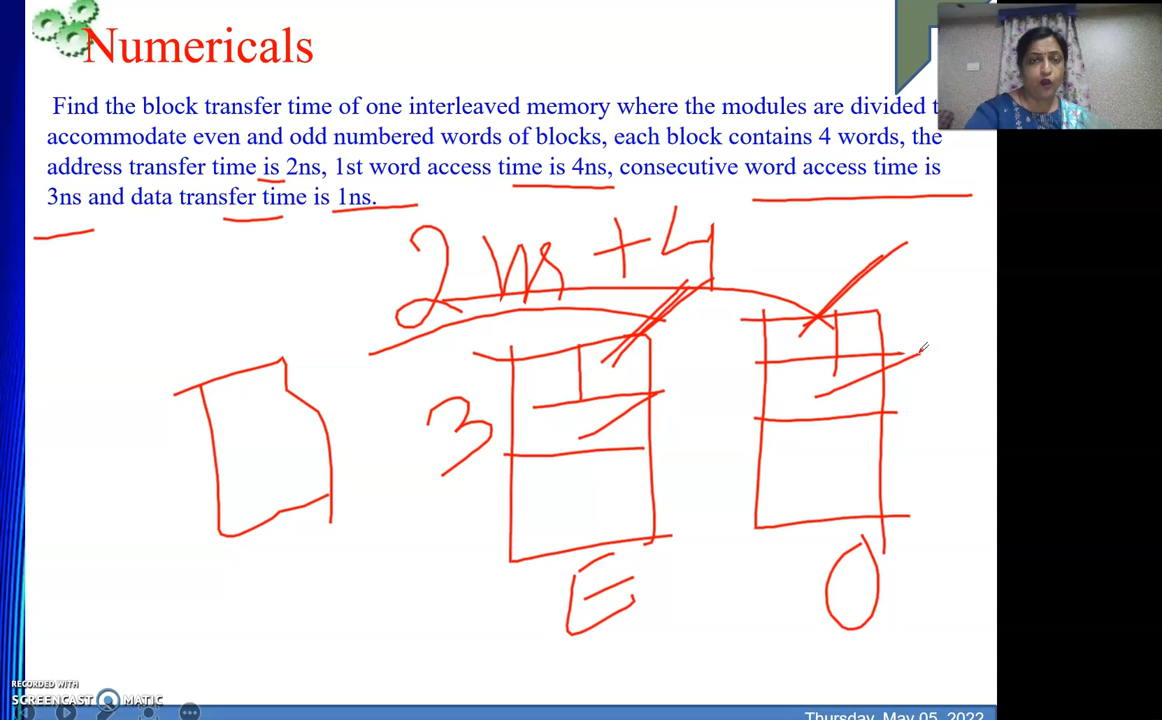 Numericals
Find the block transfer time of one interleaved memory where the modules are divided
accommodate even and odd numbered words of blocks, each block contains 4 words, the
address transfer time is 2ns, 1st word access time is 4ns, consecutive word access time is
3ns and data transfer time is 1ns.
2 ns + 4
3
E
O
RECORDED WITH
SCREENCAST MATIC
Thursday, May 05, 2022